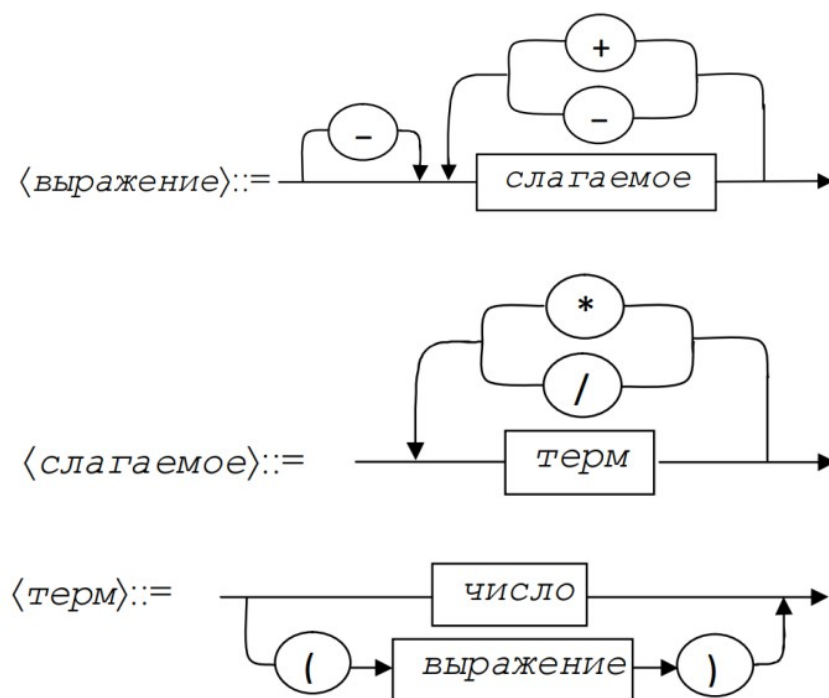 +
-
-
⟨выражение⟩::= слагаемое
*
/
⟨слагаемое⟩::= терм
⟨терм⟩::= число
( выражение )